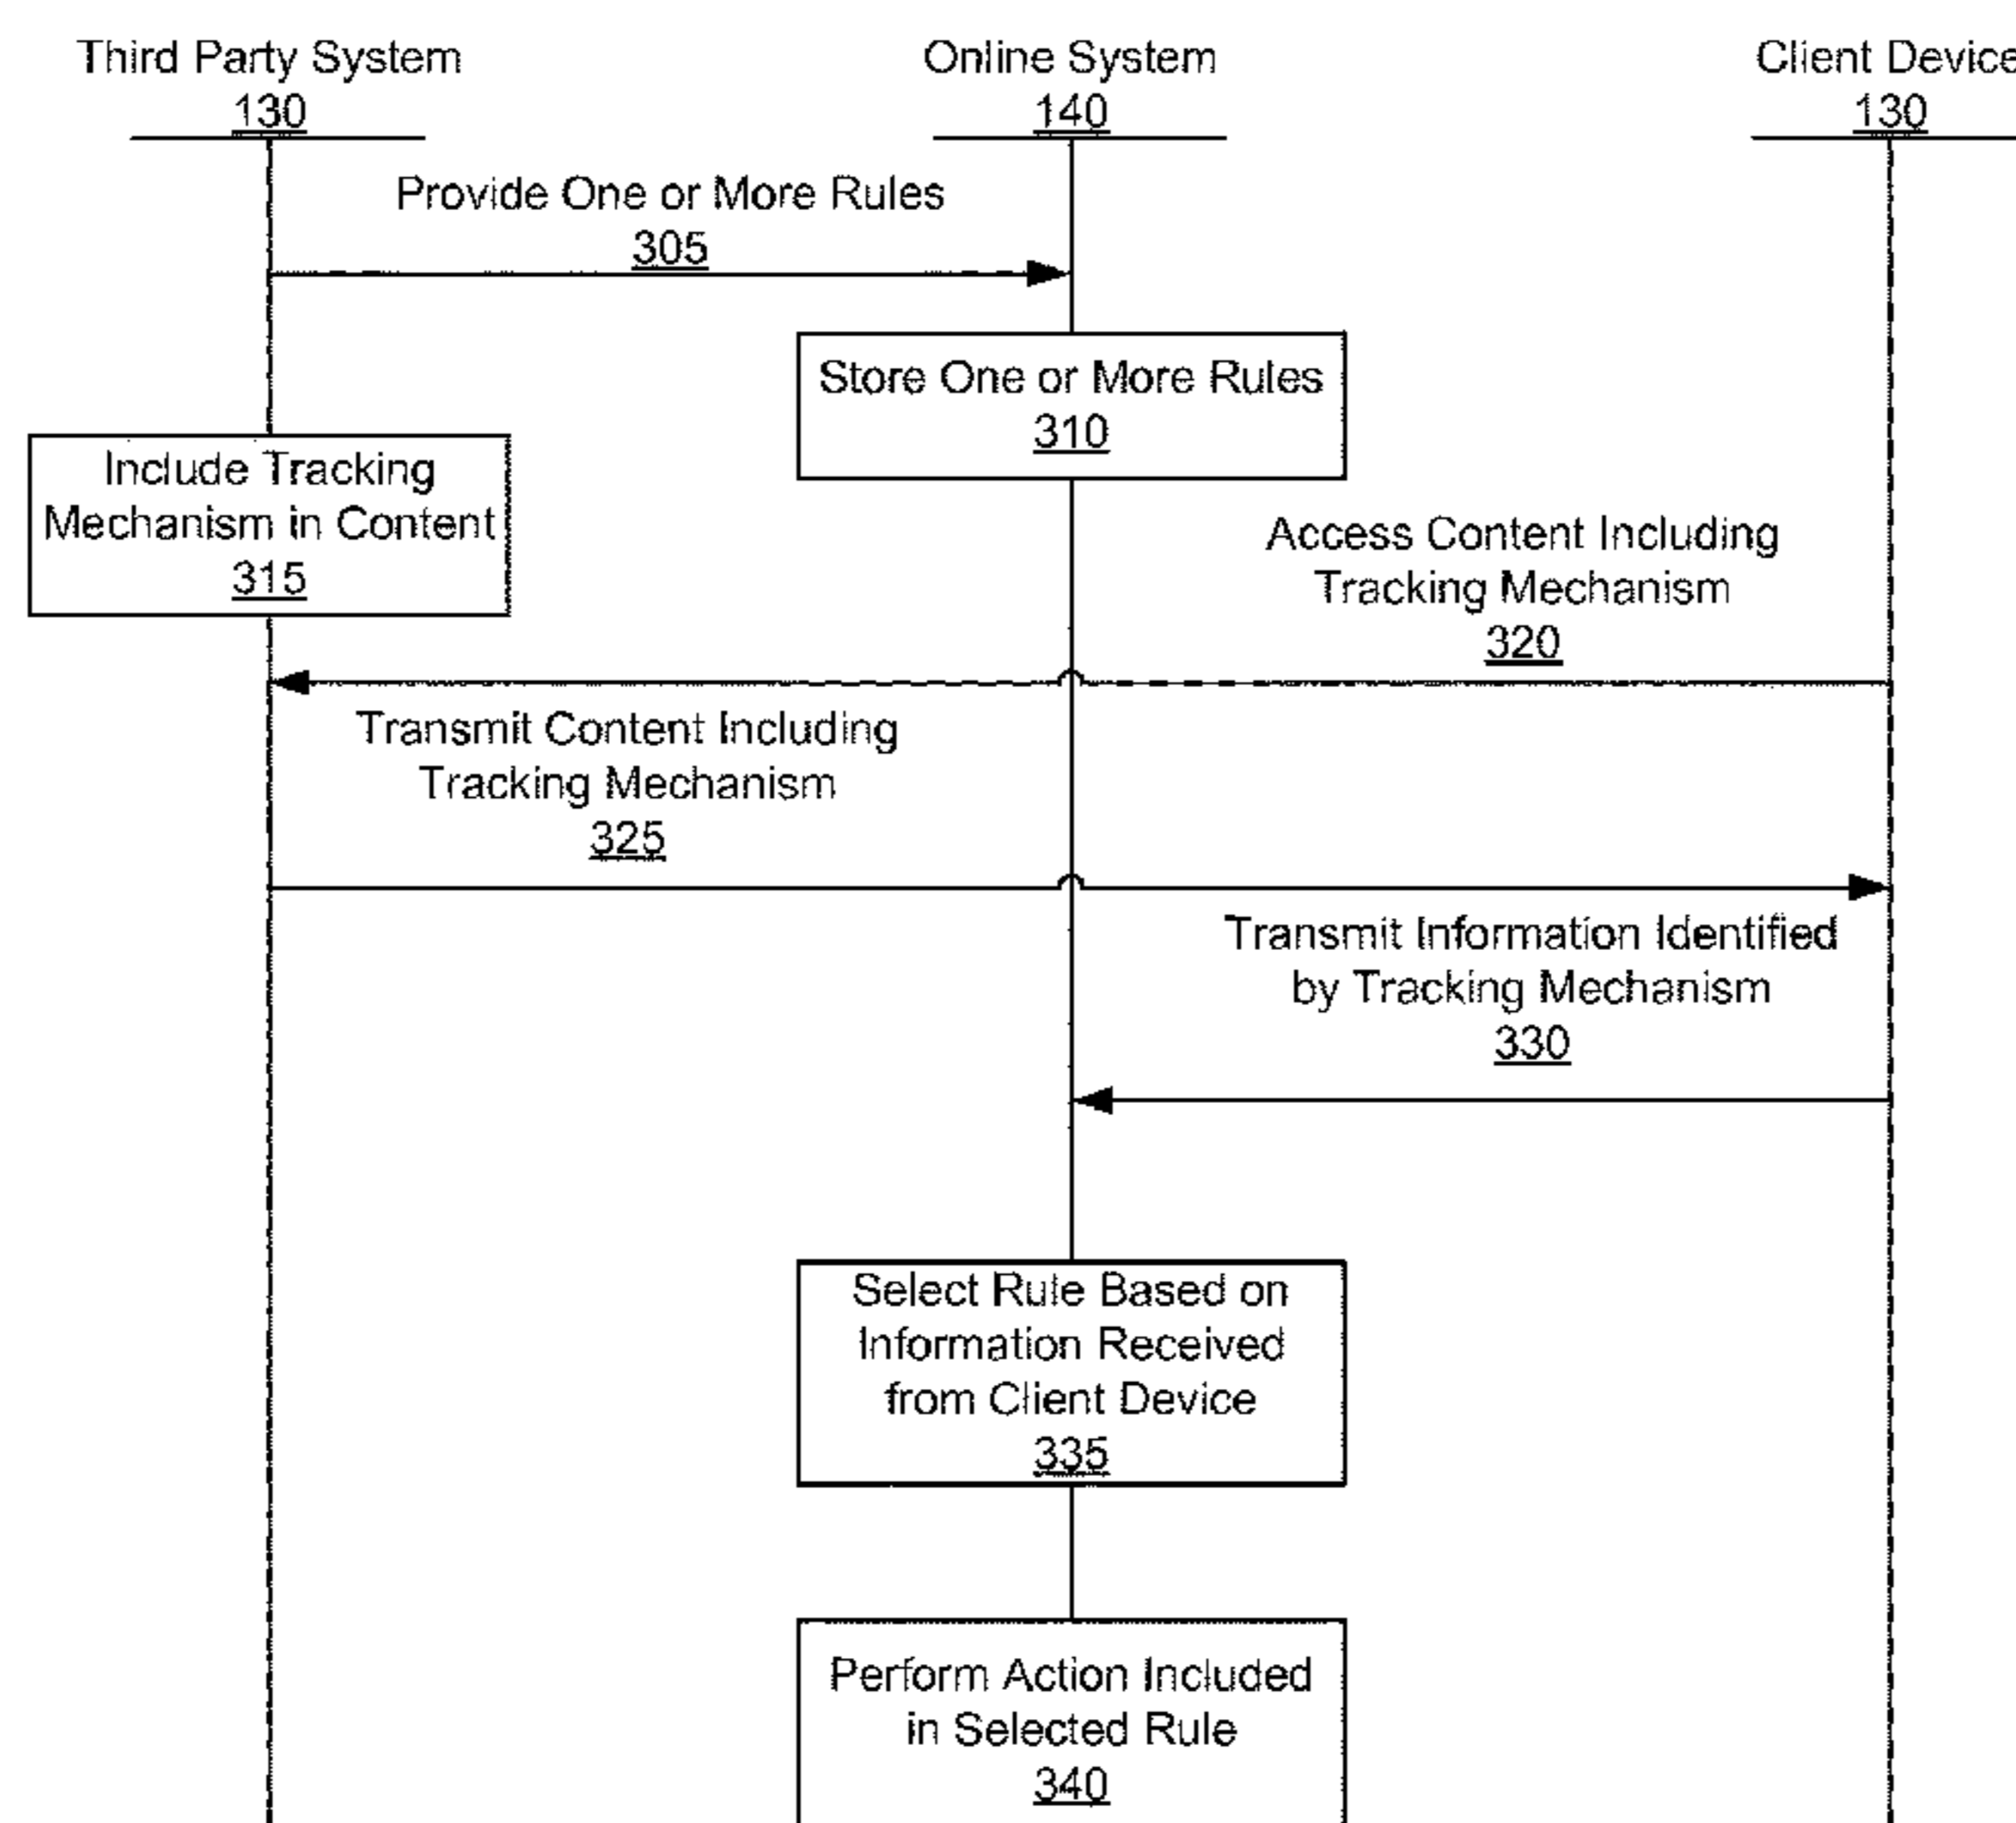 Third Party System
130
Online System
140
Client Device
130
Provide One or More Rules
305
Store One or More Rules
310
Include Tracking
Mechanism in Content
315
Access Content Including
Tracking Mechanism
320
Transmit Content Including
Tracking Mechanism
325
Transmit Information Identified
by Tracking Mechanism
330
Select Rule Based on
Information Received
from Client Device
335
Perform Action Included
in Selected Rule
340